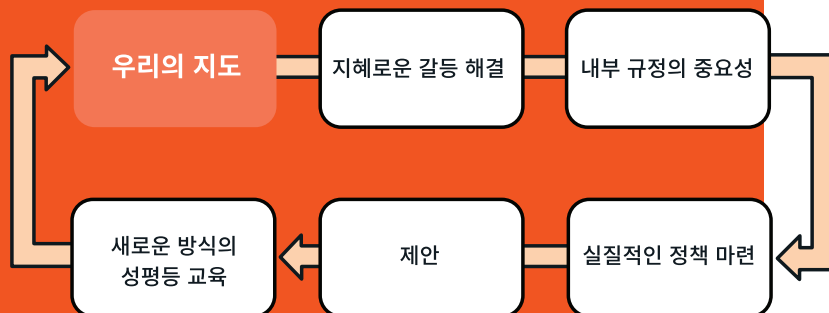 우리의 지도
지혜로운 갈등 해결
내부 규정의 중요성
새로운 방식의
성평등 교육
제안
실질적인 정책 마련